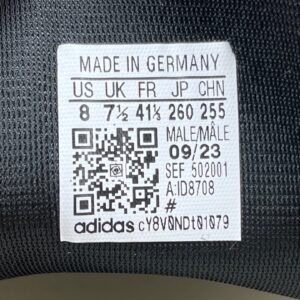 MADE IN GERMANY
US UK FR JP CHN
8 7½ 41⅓ 260 255
MALE/MÂLE
09/23
SEF 502001
A:ID8708
#
adidas cY8V0NDt01079